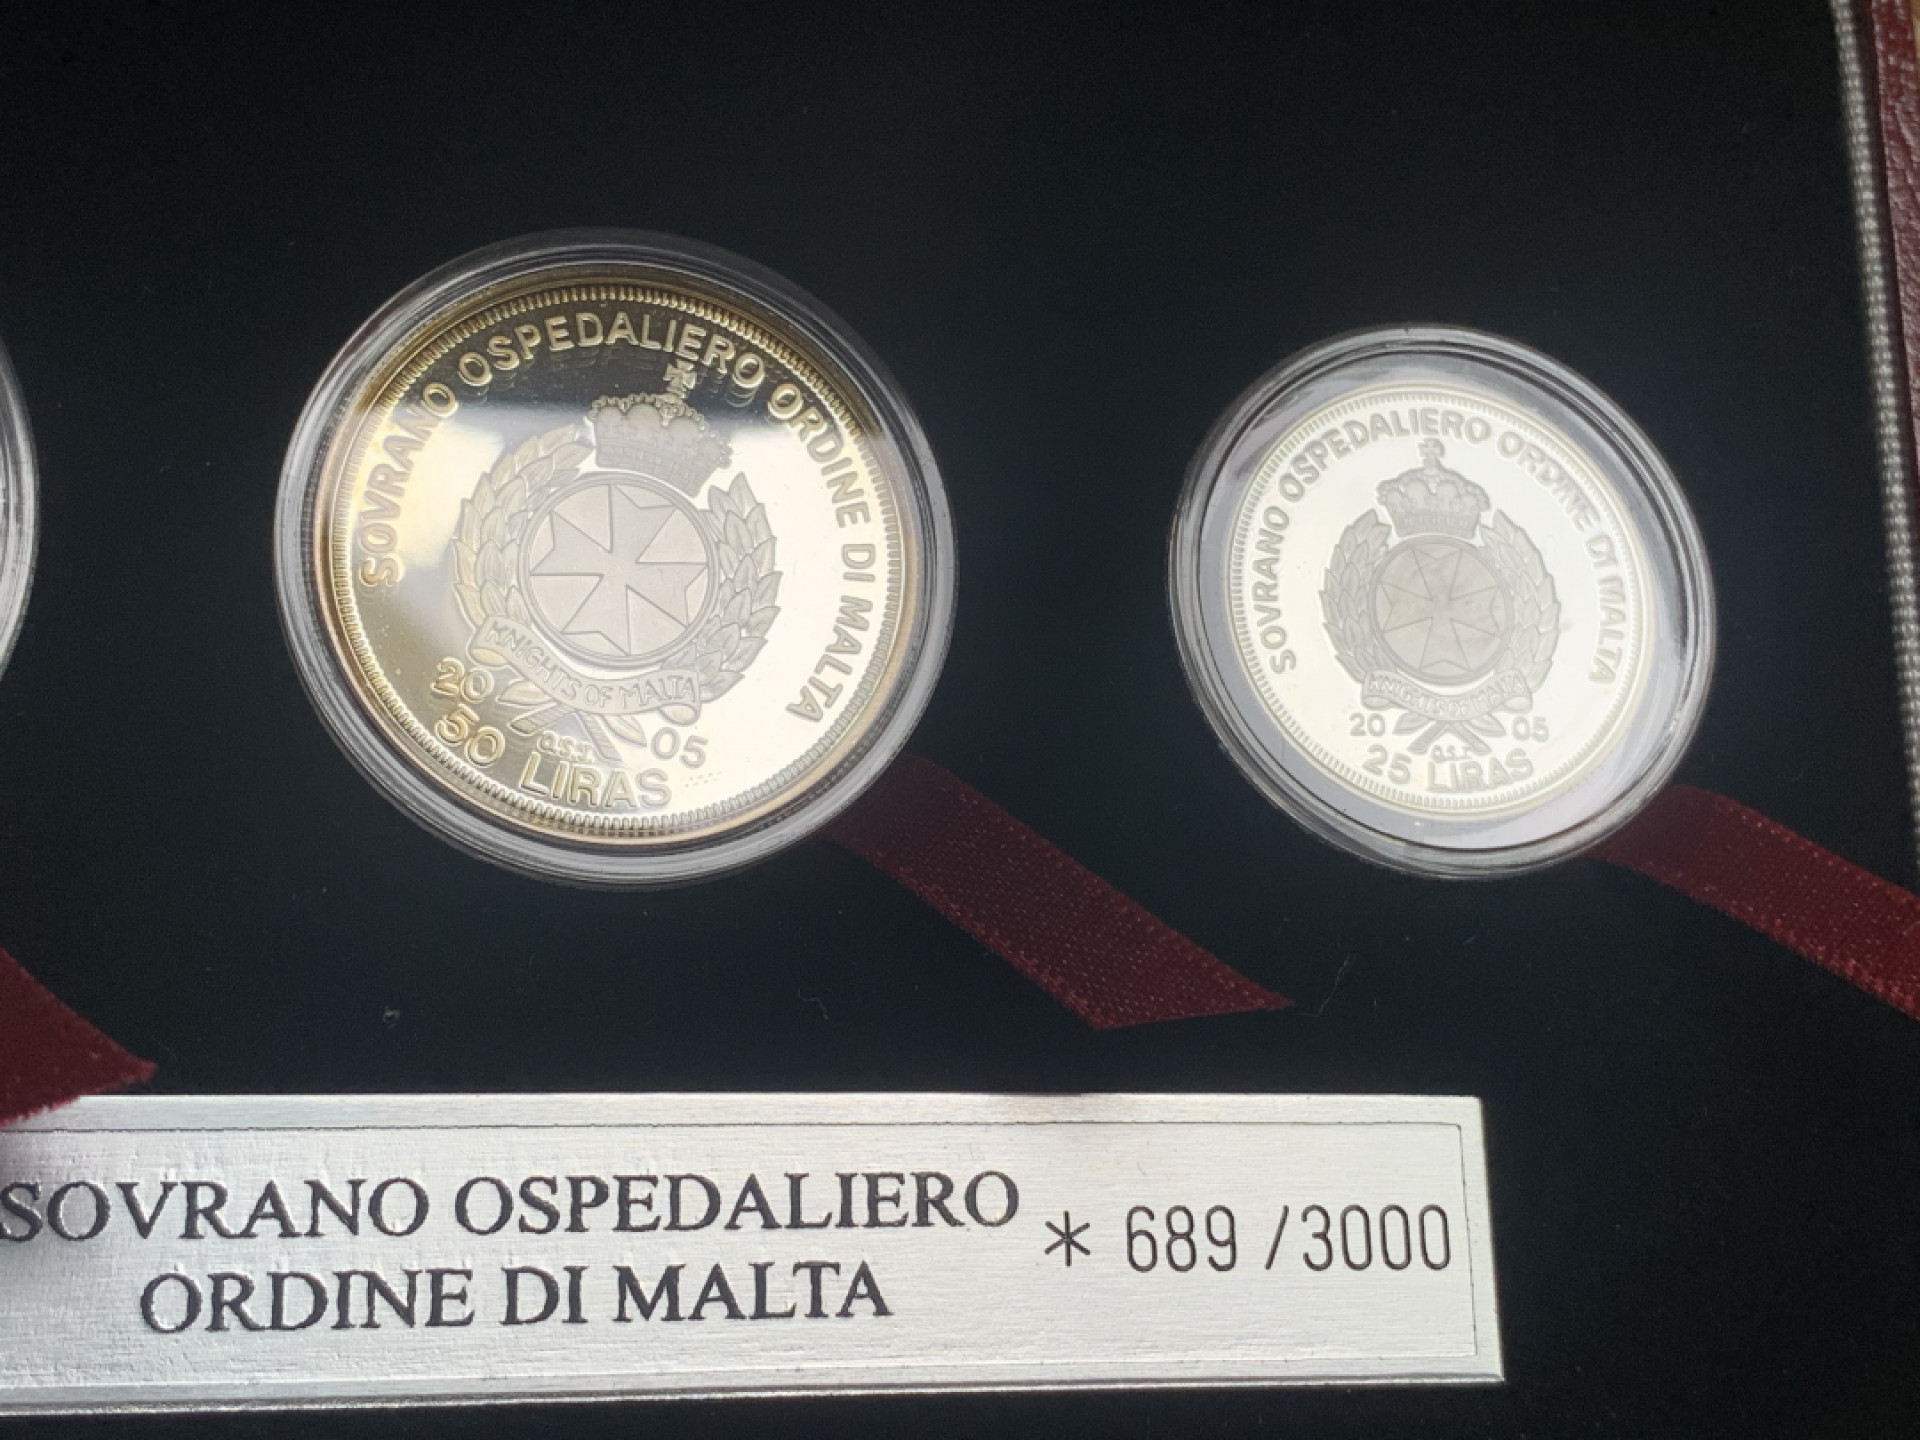 SOVRANO OSPEDALIERO ORDINE DI MALTA
KNIGHTS OF MALTA
20 05
O.S.J.
50 LIRAS
SOVRANO OSPEDALIERO ORDINE DI MALTA
KNIGHTS OF MALTA
20 05
O.S.J.
25 LIRAS
SOVRANO OSPEDALIERO
ORDINE DI MALTA
* 689 /3000